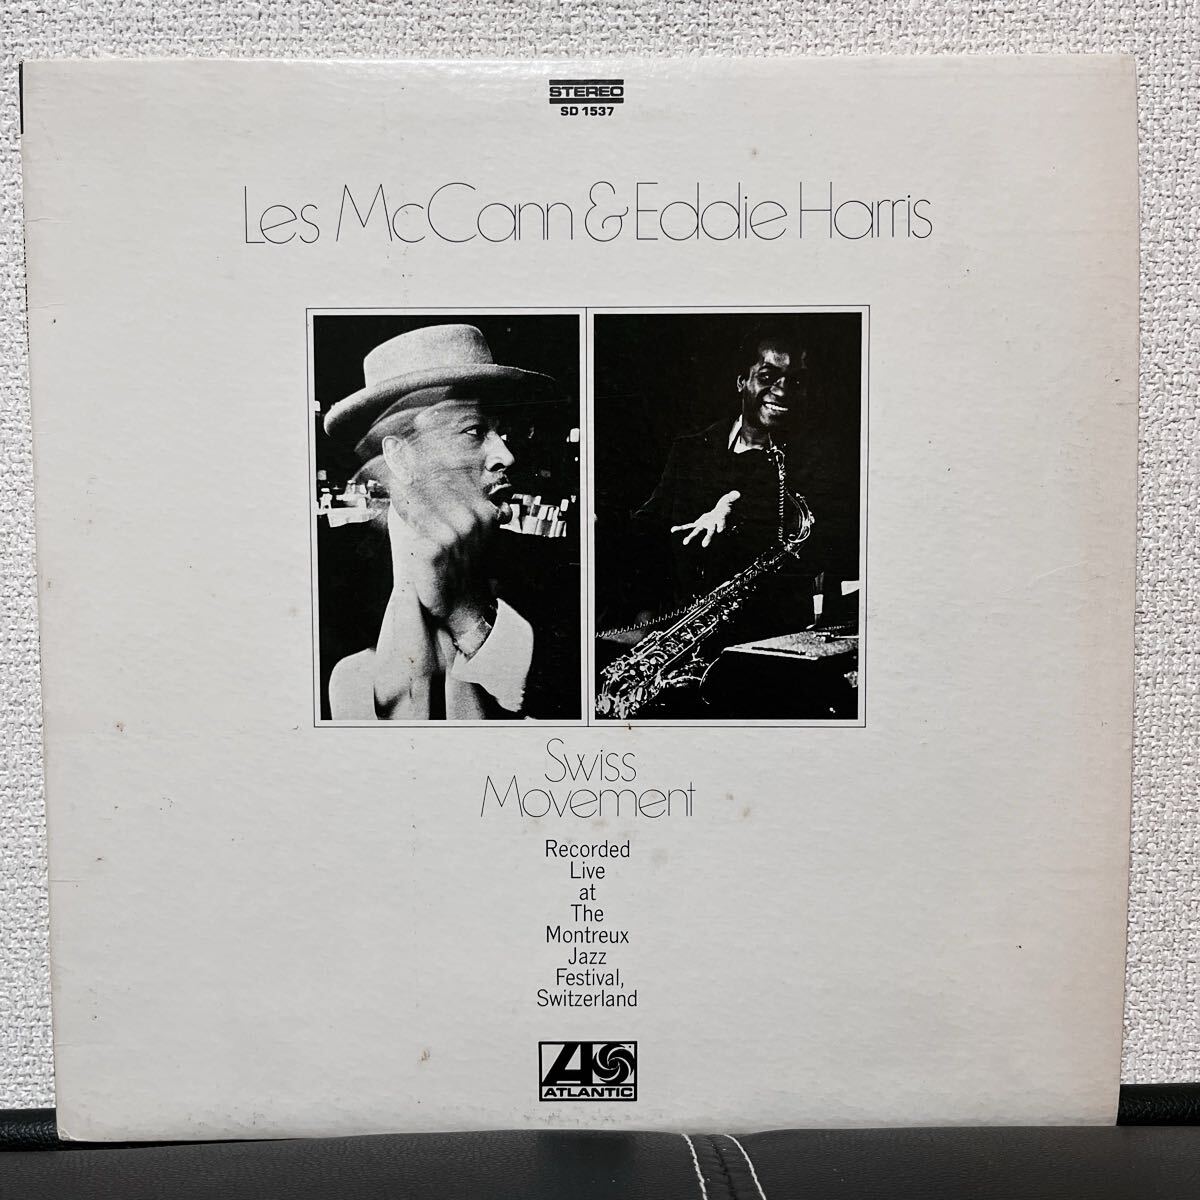 STEREO
SD 1537
Les McCann & Eddie Harris
Swiss
Movement
Recorded
Live
at
The
Montreux
Jazz
Festival,
Switzerland
ATLANTIC